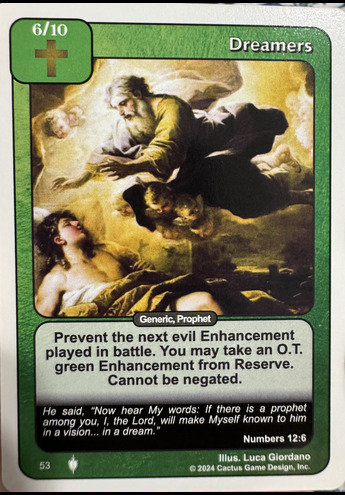 6/10
Dreamers
Generic, Prophet
Prevent the next evil Enhancement
played in battle. You may take an O.T.
green Enhancement from Reserve.
Cannot be negated.
He said, "Now hear My words: If there is a prophet
among you, I, the Lord, will make Myself known to him
in a vision... in a dream."
Numbers 12:6
Illus. Luca Giordano
53
© 2024 Cactus Game Design, Inc.